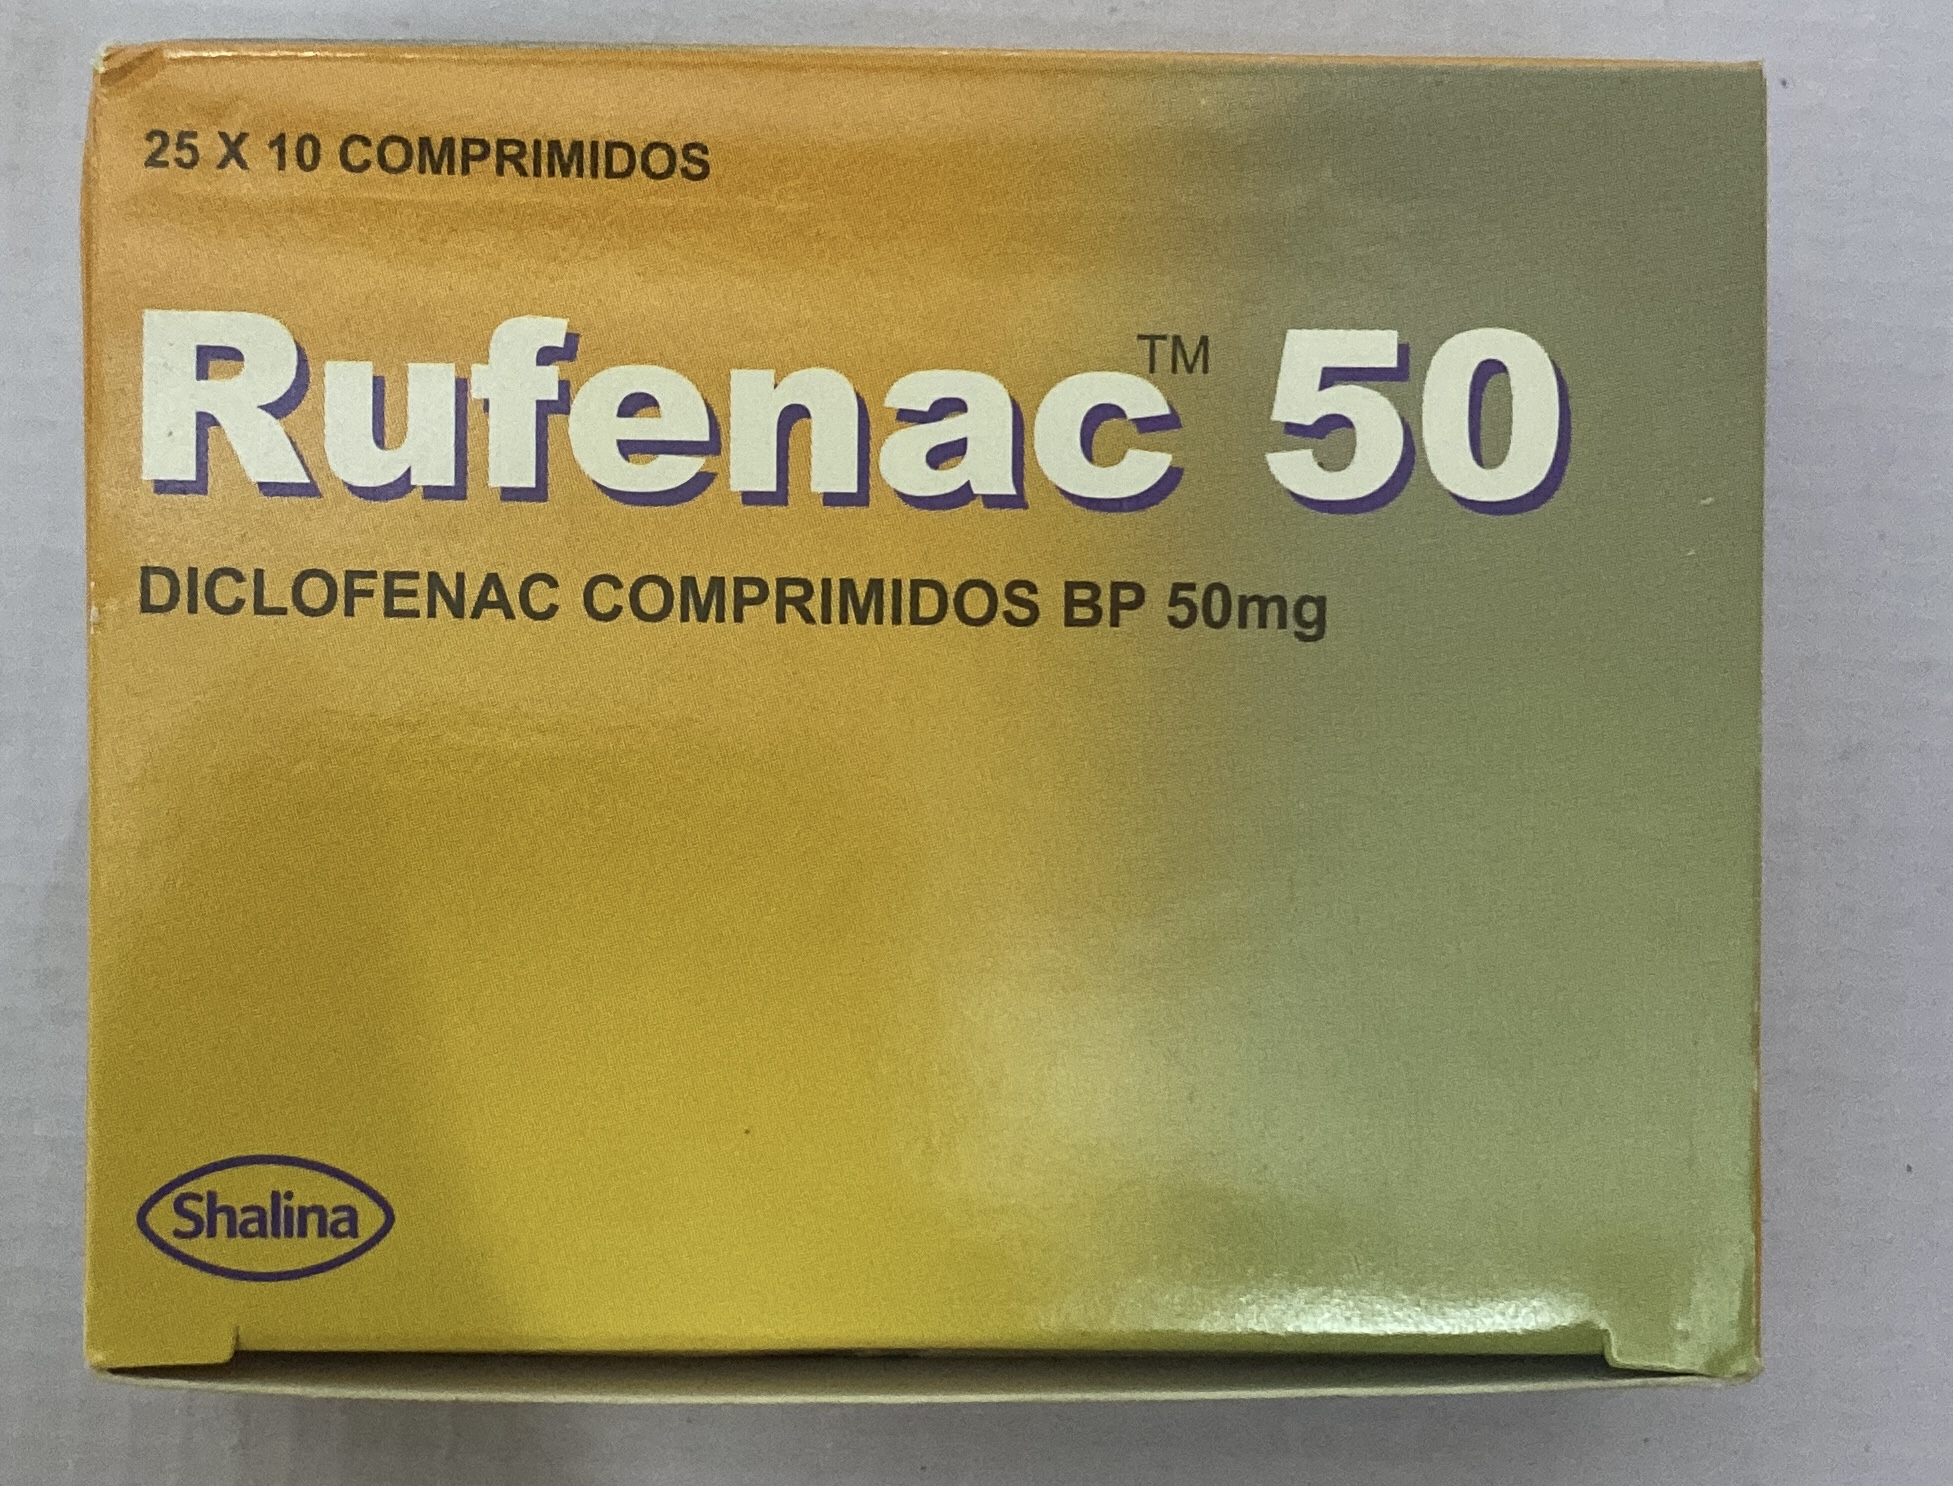 25 X 10 COMPRIMIDOS
Rufenac™ 50
DICLOFENAC COMPRIMIDOS BP 50mg
Shalina